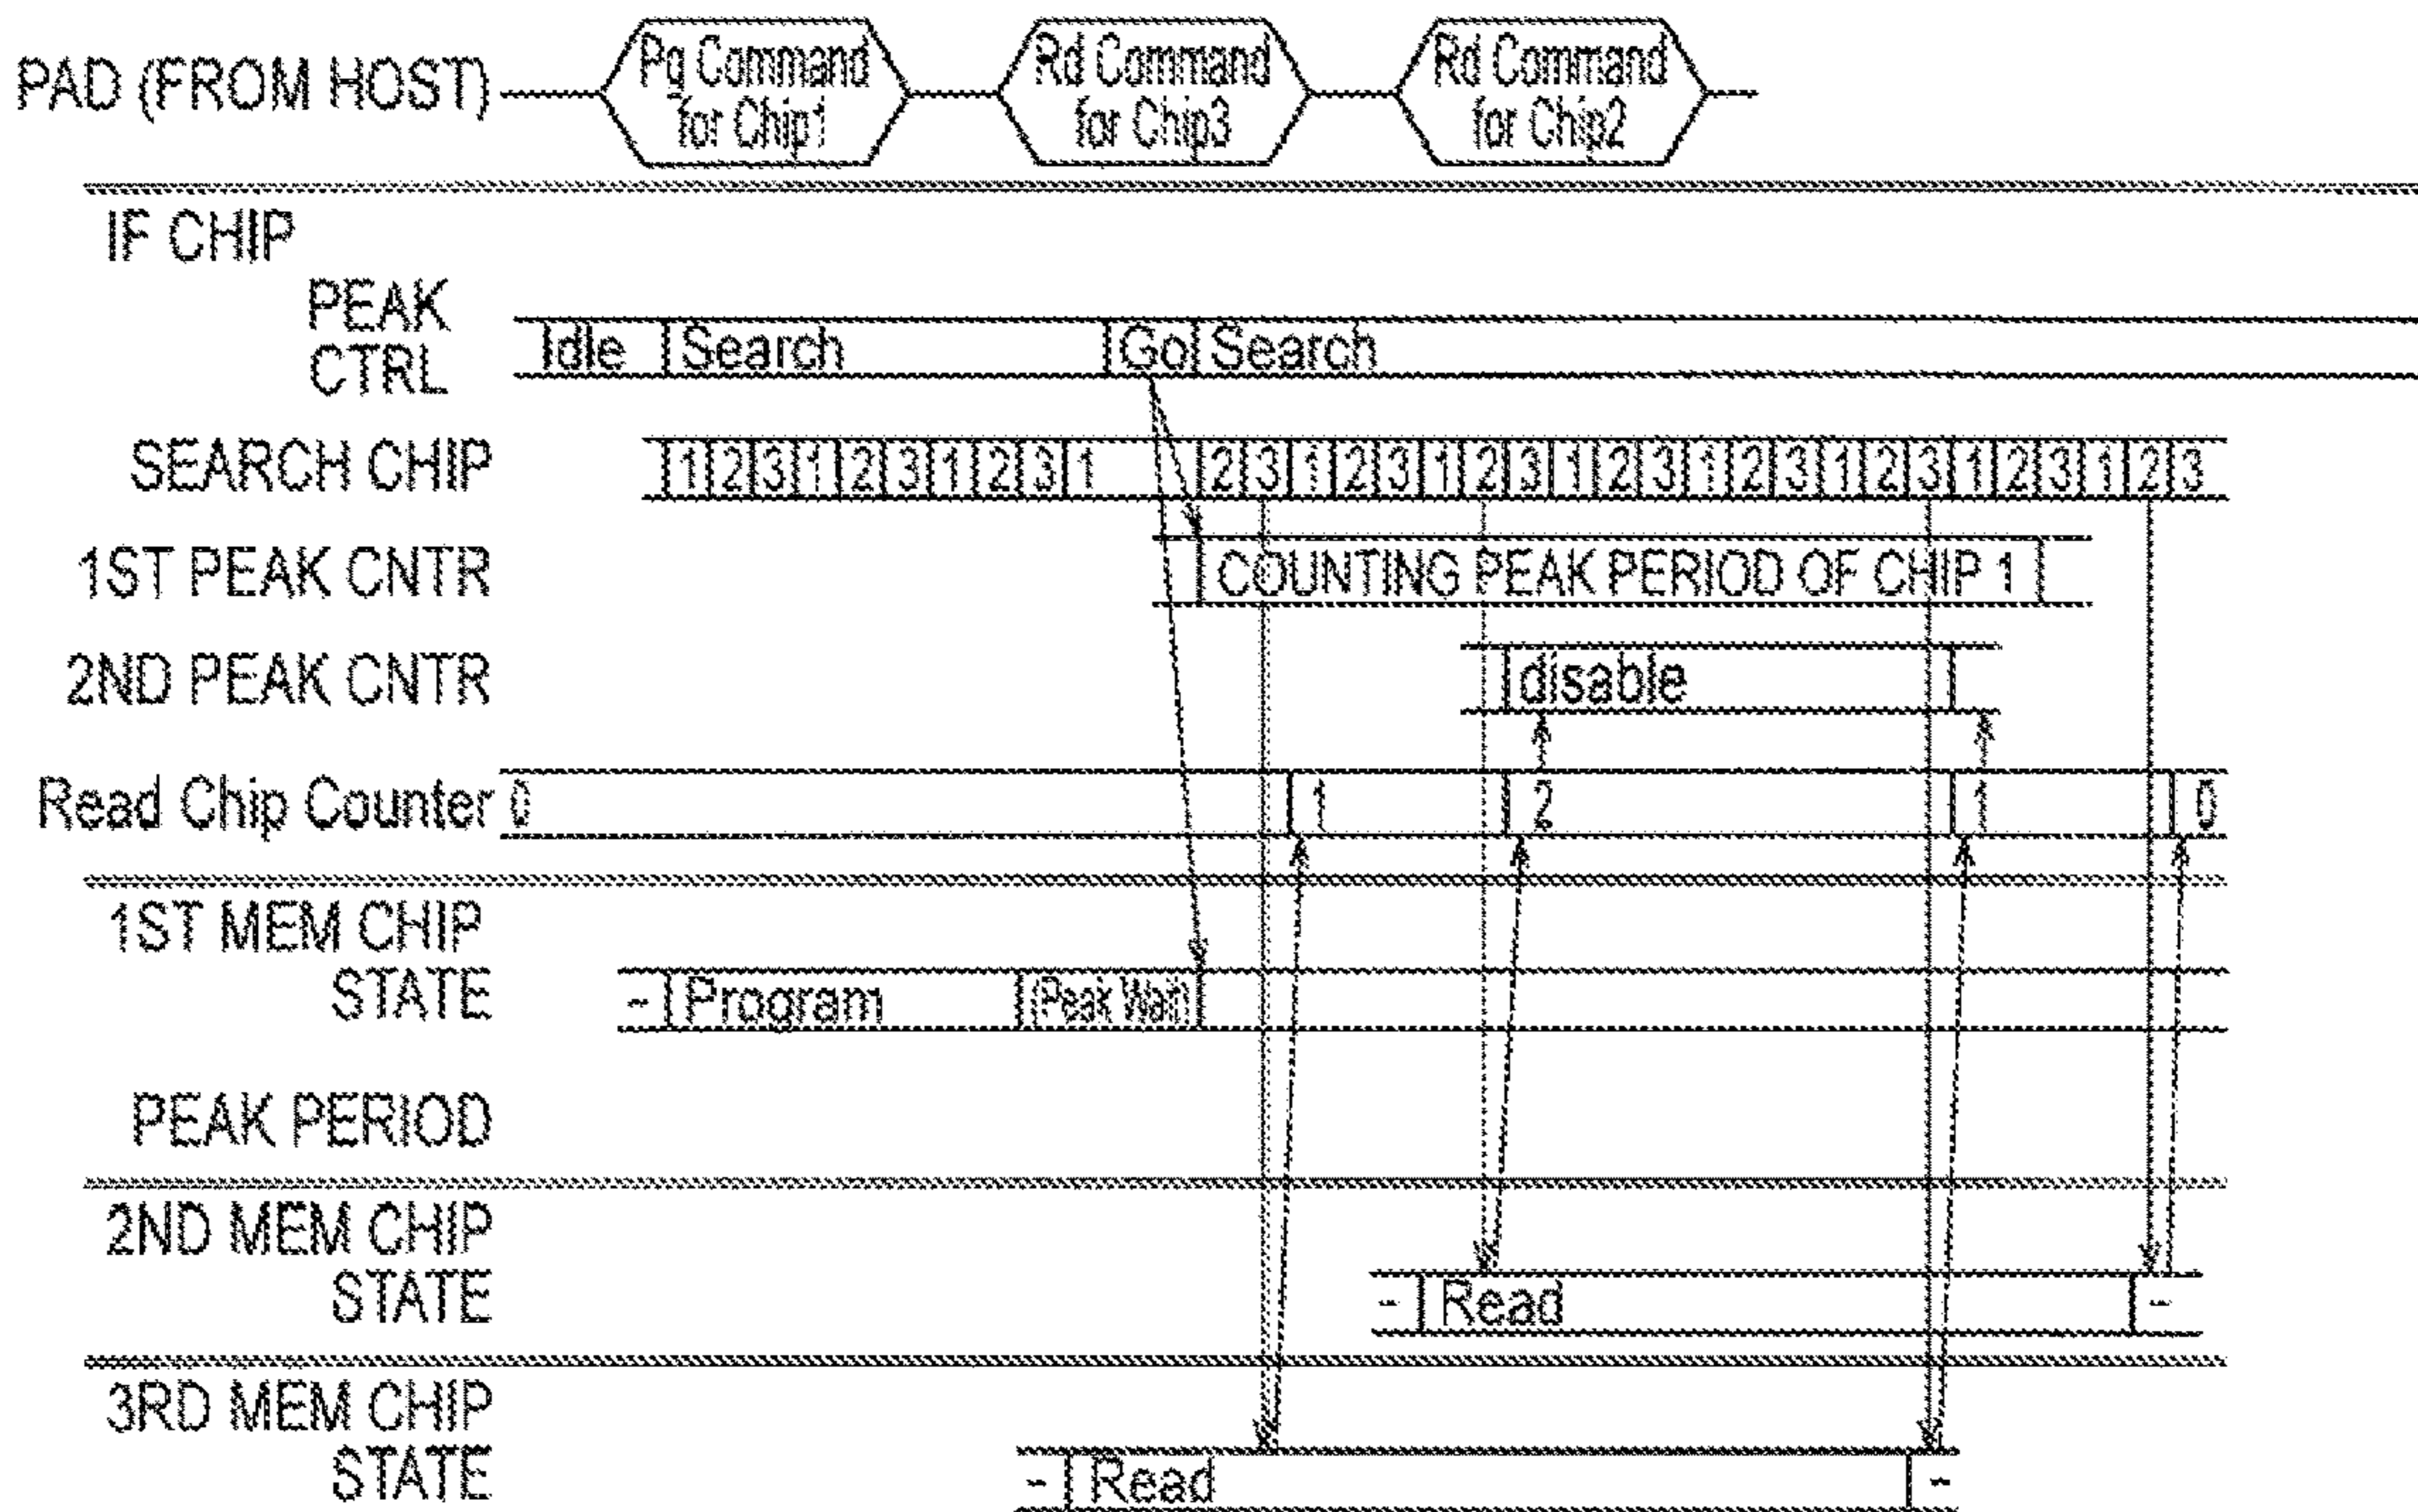 PAD (FROM HOST)
Pg Command
for Chip1
Rd Command
for Chip3
Rd Command
for Chip2
IF CHIP
PEAK
CTRL
Idle Search Go Search
SEARCH CHIP 1 2 3 1 2 3 1 2 3 1 2 3 1 2 3 1 2 3 1 2 3 1 2 3 1 2 3 1 2 3 1 2 3
1ST PEAK CNTR COUNTING PEAK PERIOD OF CHIP 1
2ND PEAK CNTR disable
Read Chip Counter 0 1 2 1 0
1ST MEM CHIP
STATE - Program (Peak Wait)
PEAK PERIOD
2ND MEM CHIP
STATE - Read -
3RD MEM CHIP
STATE - Read -